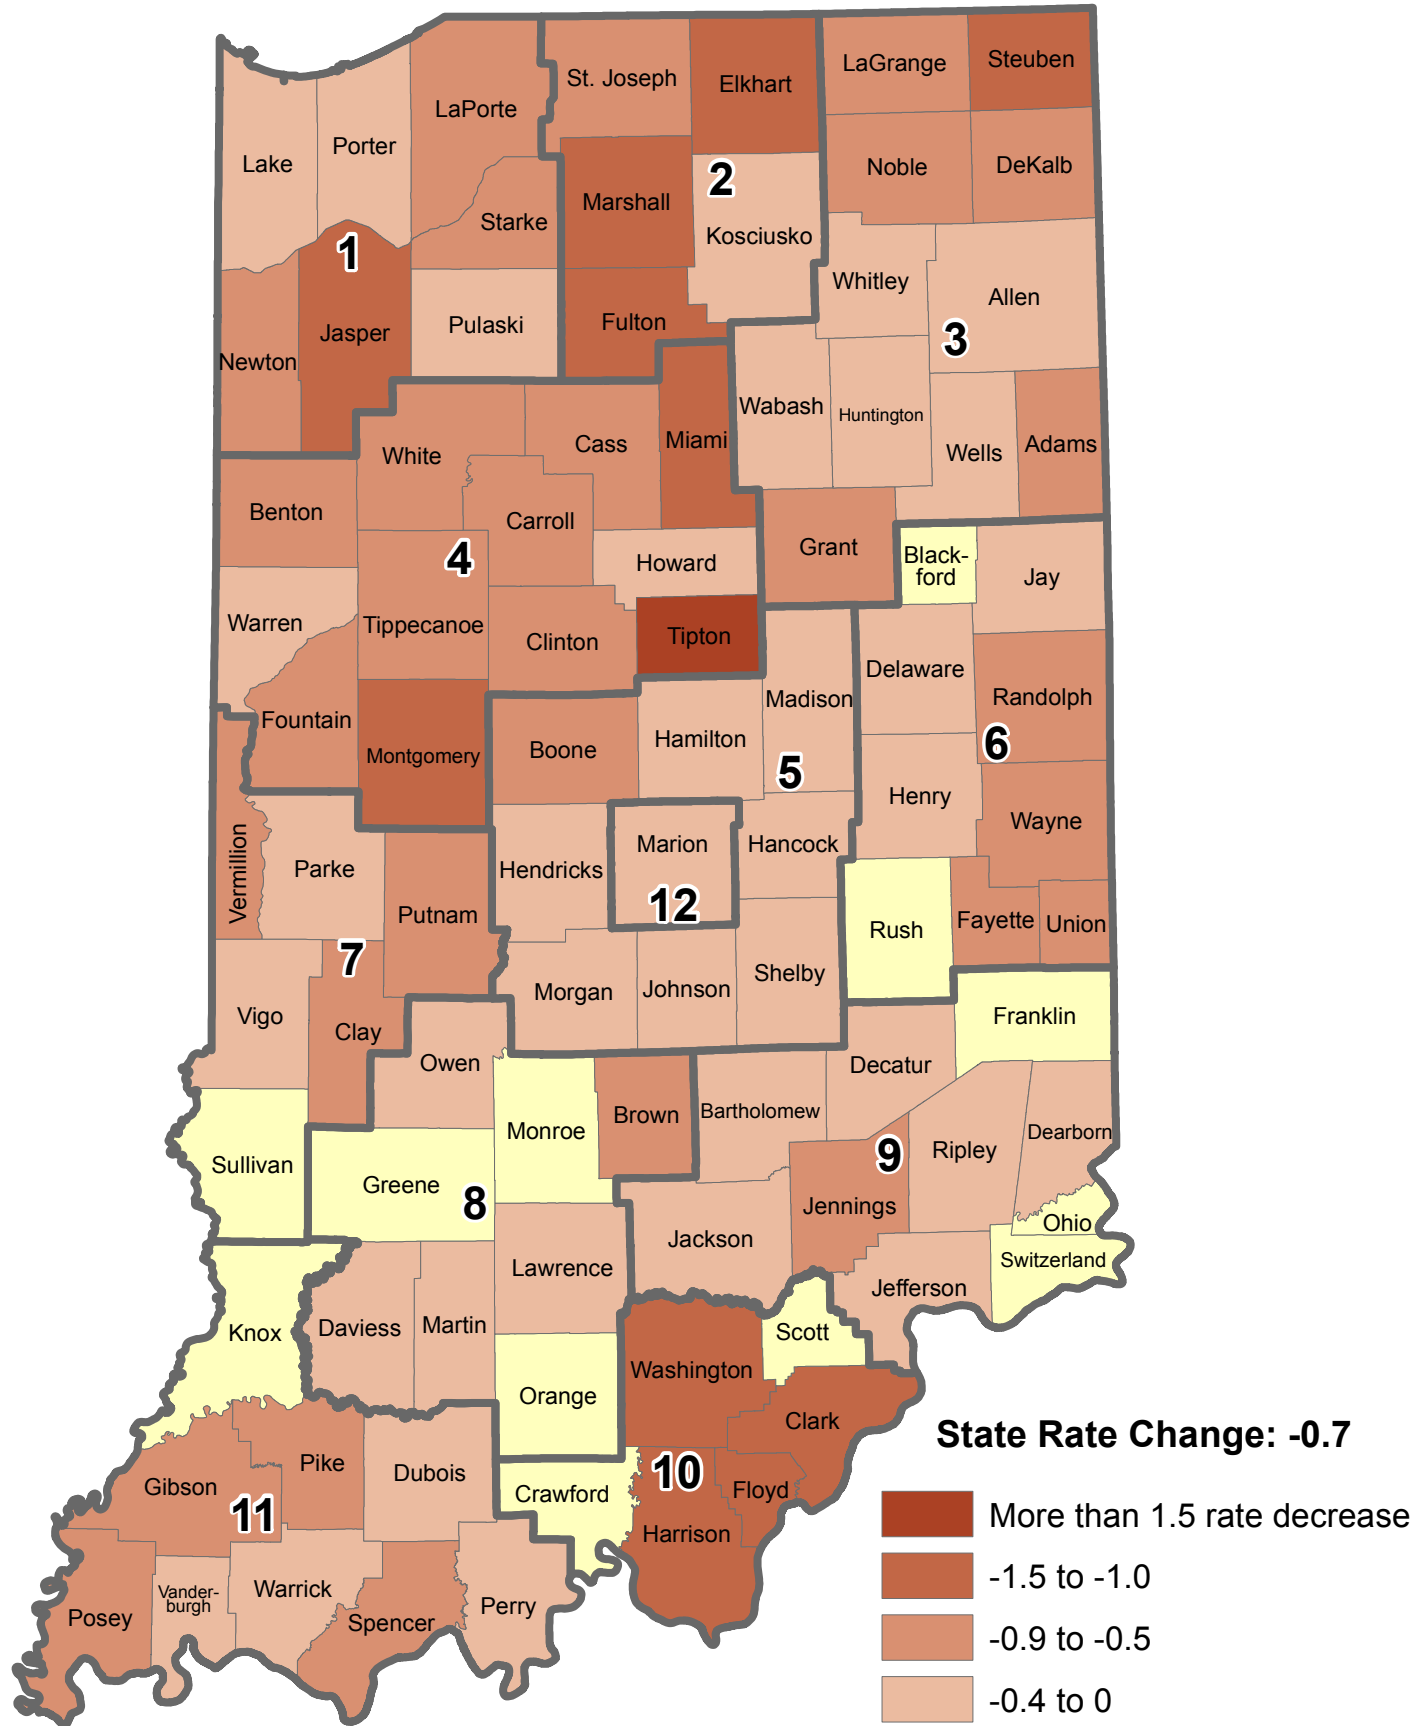 LaGrange
Steuben
St. Joseph
Elkhart
LaPorte
Porter
Lake
Noble
DeKalb
2
Marshall
Starke
Kosciusko
1
Whitley
Allen
Pulaski
Fulton
Jasper
3
Newton
Wabash
Huntington
Miami
Cass
White
Wells
Adams
Benton
Carroll
Grant
Black-
ford
Jay
4
Howard
Warren
Tippecanoe
Clinton
Tipton
Delaware
Madison
Randolph
Fountain
Hamilton
Boone
Montgomery
6
5
Henry
Wayne
Marion
Hancock
Hendricks
Parke
Vermillion
12
Putnam
Rush
Fayette
Union
7
Shelby
Johnson
Morgan
Vigo
Clay
Franklin
Owen
Decatur
Bartholomew
Brown
Monroe
Dearborn
Ripley
9
Sullivan
Greene
8
Jennings
Ohio
Jackson
Switzerland
Lawrence
Jefferson
Knox
Daviess
Martin
Scott
Washington
Orange
Clark
State Rate Change: -0.7
Pike
Dubois
10
Gibson
Crawford
Floyd
11
Harrison
More than 1.5 rate decrease
-1.5 to -1.0
Vander-
burgh
Warrick
Perry
Posey
Spencer
-0.9 to -0.5
-0.4 to 0